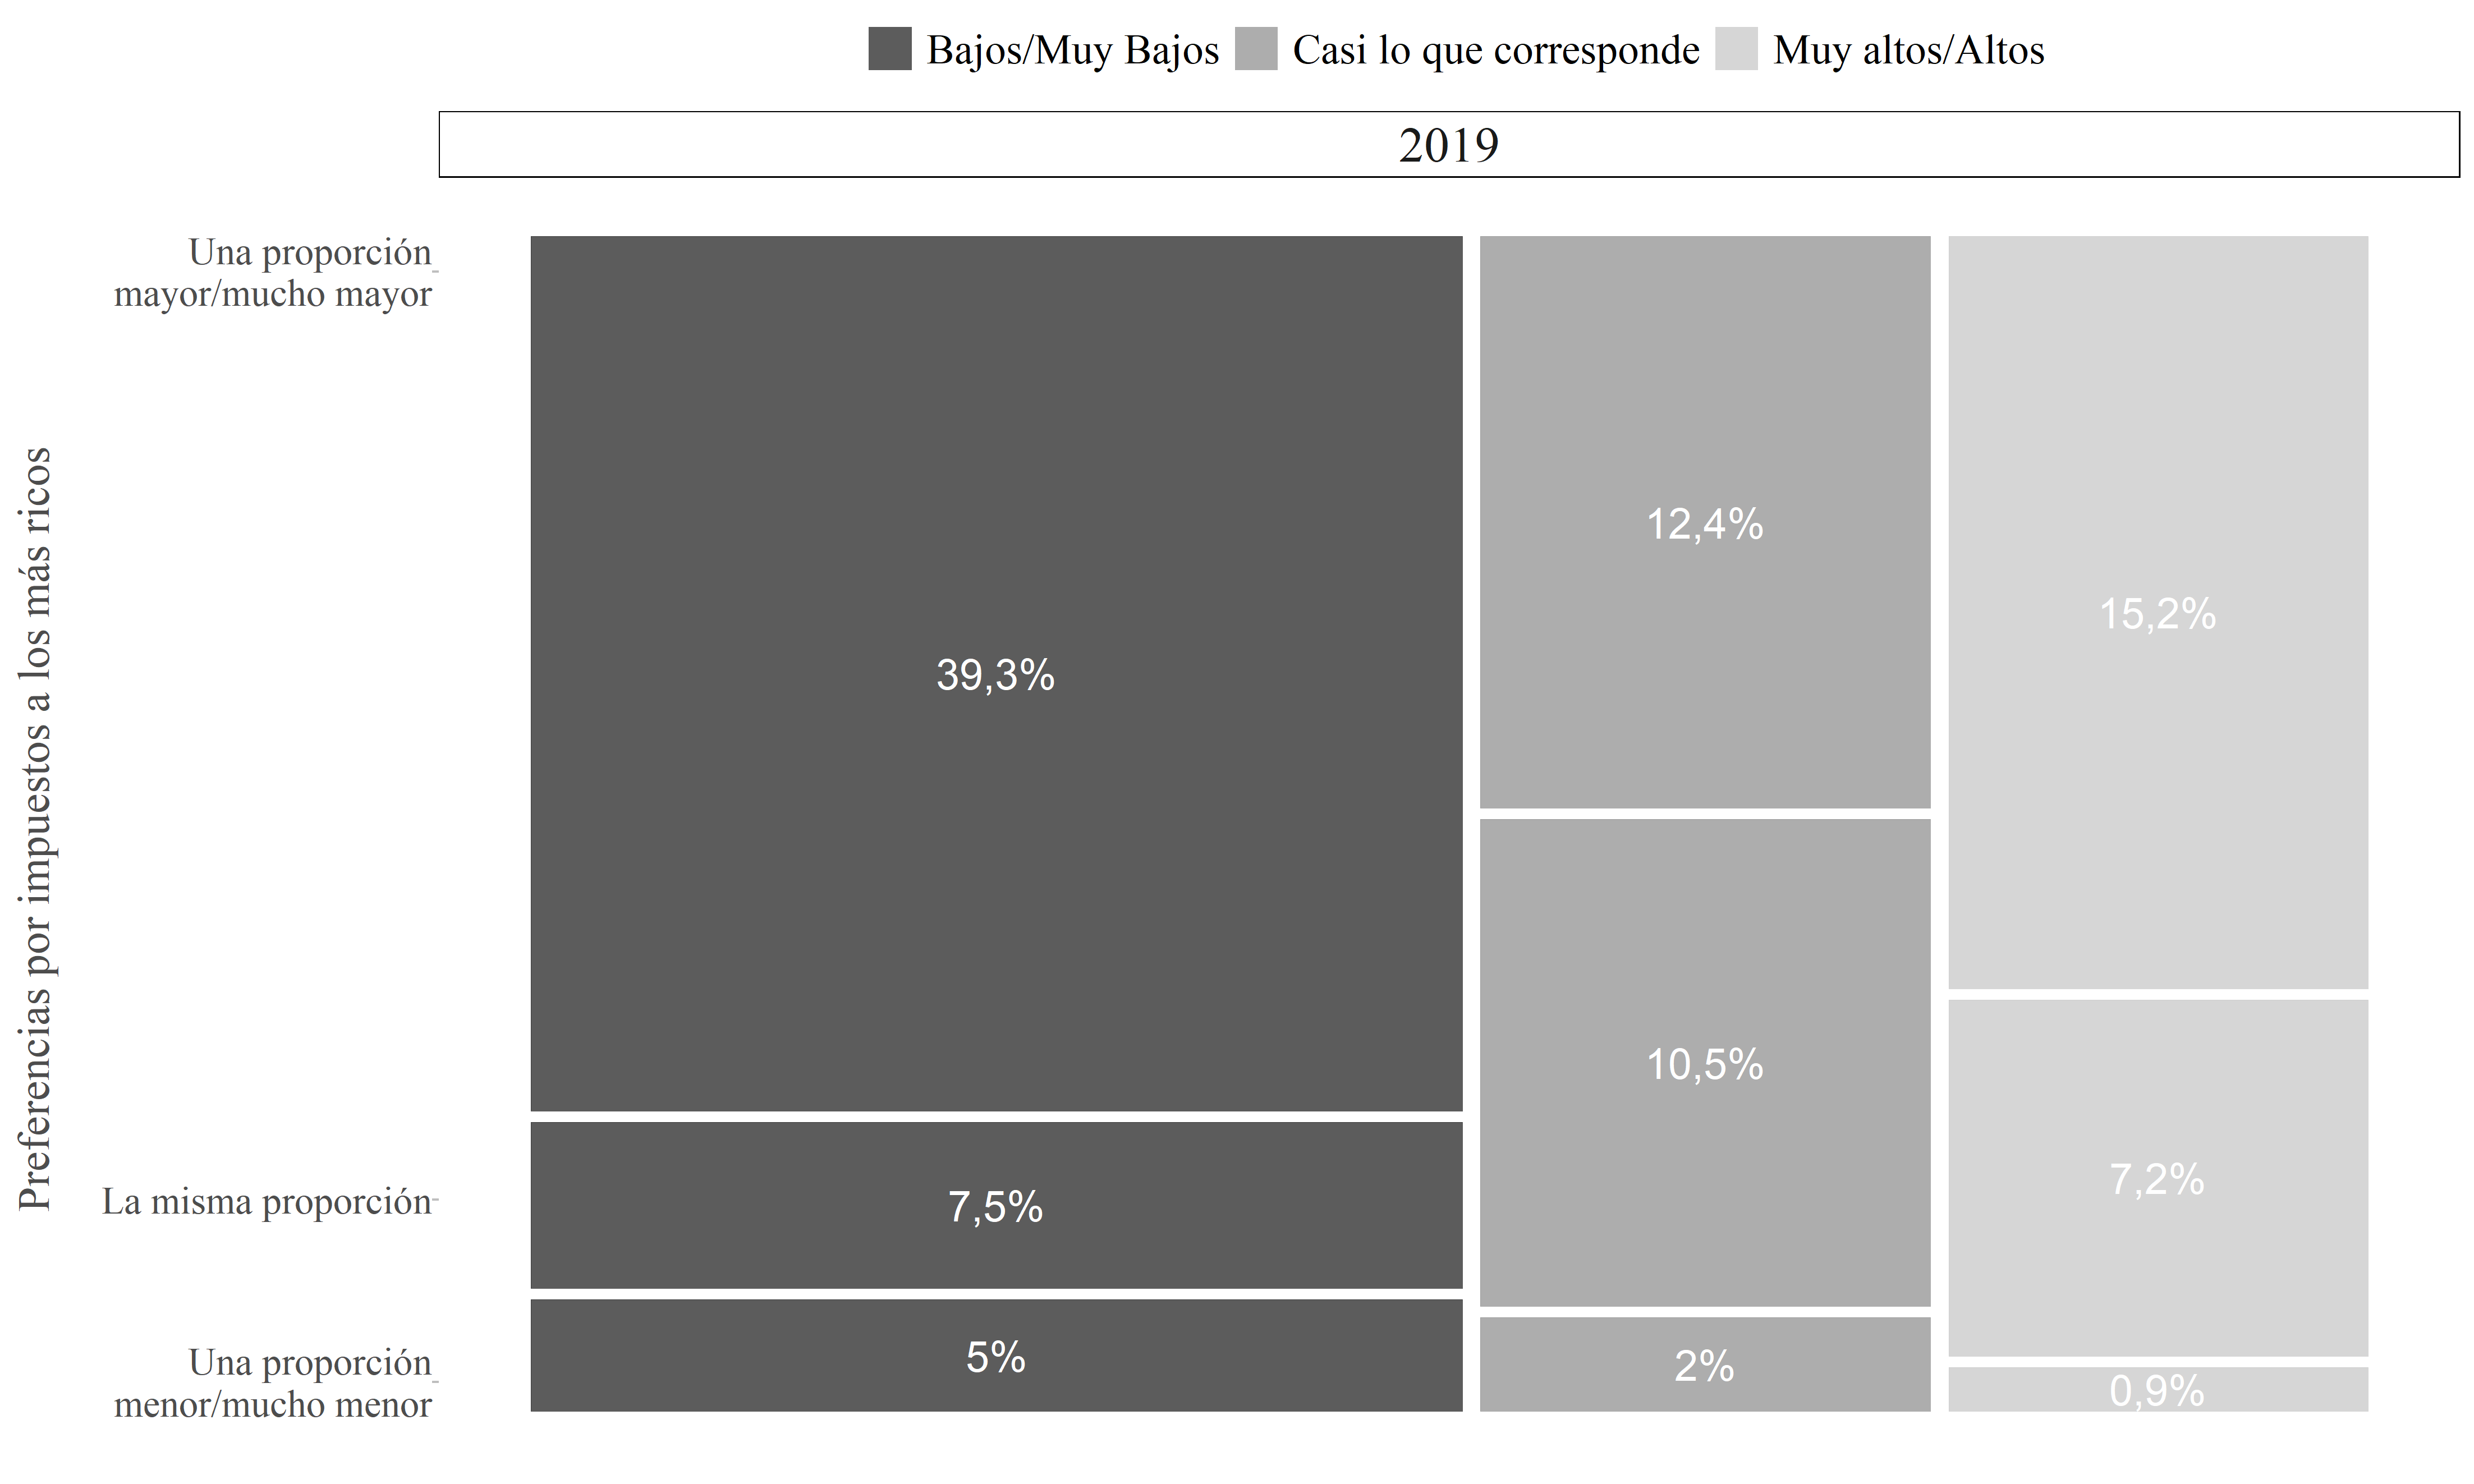 Bajos/Muy Bajos Casi lo que corresponde Muy altos/Altos
2019
Preferencias por impuestos a los más ricos
Una proporción
mayor/mucho mayor
La misma proporción
Una proporción
menor/mucho menor
39,3%
7,5%
5%
12,4%
10,5%
2%
15,2%
7,2%
0,9%